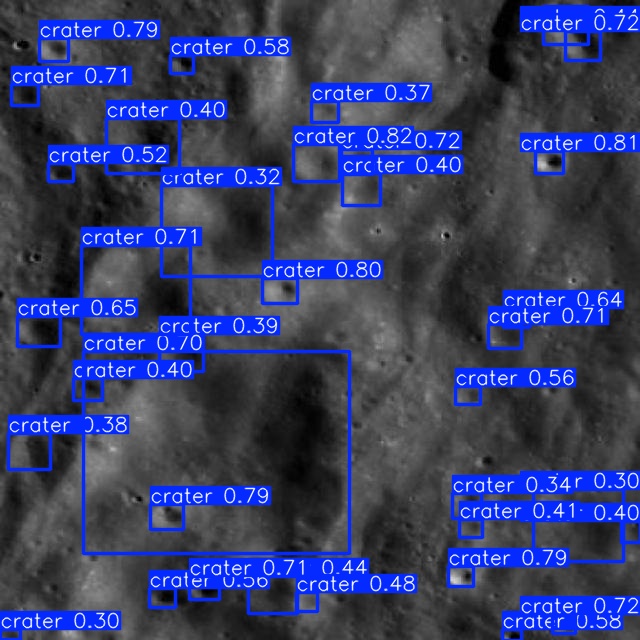 crater 0.72
crater 0.79
crater 0.58
crater 0.71
crater 0.37
crater 0.40
crater 0.82
0.72
crater 0.81
crater 0.52
crater 0.40
crater 0.32
crater 0.71
crater 0.80
crater 0.64
crater 0.65
crater 0.71
crater 0.39
crater 0.70
crater 0.40
crater 0.56
crater 0.38
crater 0.34
0.30
crater 0.79
crater 0.41
0.40
crater 0.79
crater 0.71
0.44
0.56
crater 0.48
crater 0.72
crater 0.30
0.58